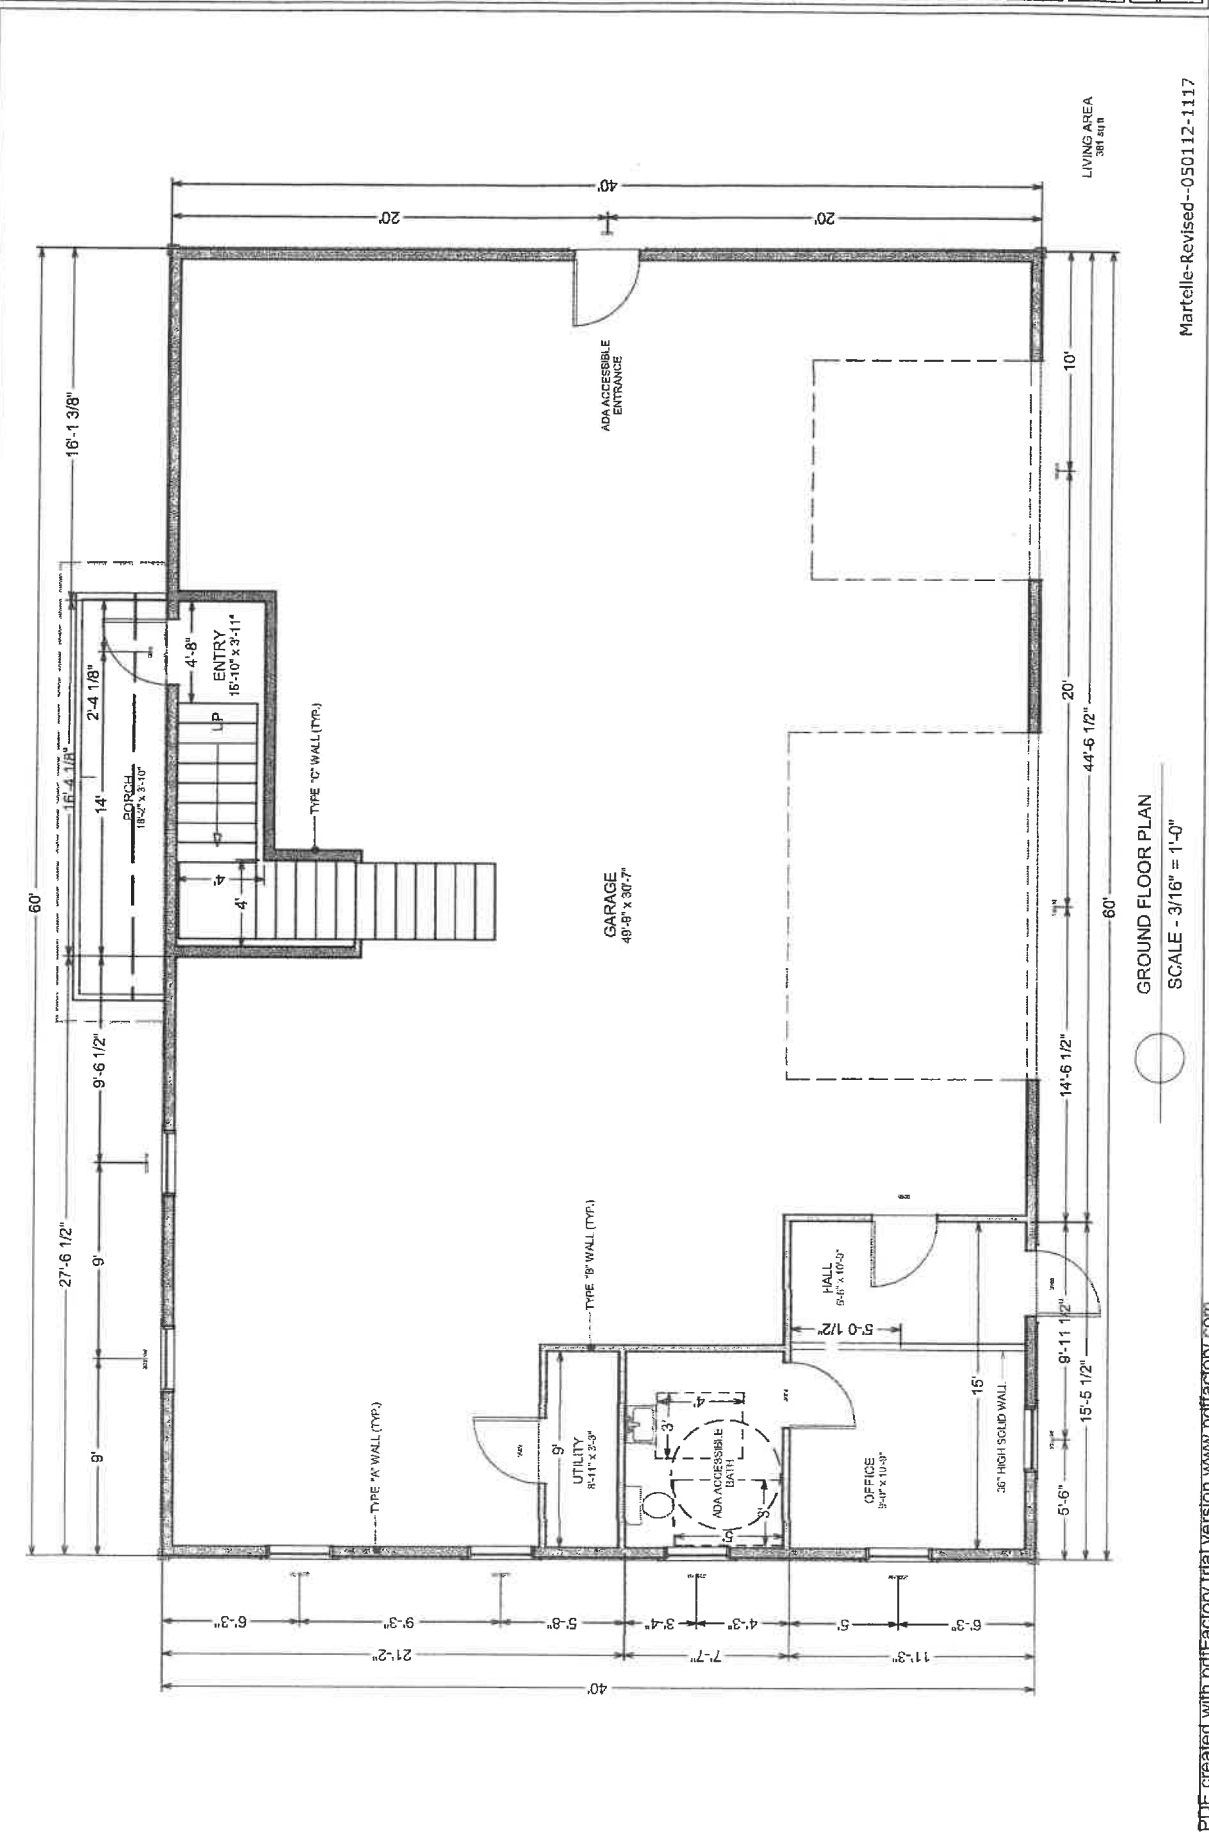 60'
27'-6 1/2"
16'-4 1/8"
16'-1 3/8"
9'
9'
9'-6 1/2"
14'
2'-4 1/8"
PORCH
4'-8"
ENTRY
15'-10" x 3'-11"
UP
4'
4'
TYPE "C" WALL (TYP.)
TYPE "A" WALL (TYP.)
TYPE "B" WALL (TYP.)
GARAGE
49'-8" x 30'-7"
ADA ACCESSIBLE
ENTRANCE
UTILITY
9'
ADA ACCESSIBLE
BATH
3'
4'
3'
5'
OFFICE
HALL
5'-0 1/2"
15'
36" HIGH SOLID WALL
6'-3"
9'-3"
5'-8"
3'-4"
4'-3"
5'
6'-3"
21'-2"
7'-7"
11'-3"
40'
20'
20'
40'
5'-6"
9'-11 1/2"
14'-6 1/2"
20'
10'
15'-5 1/2"
44'-6 1/2"
60'
LIVING AREA
381 sq ft
GROUND FLOOR PLAN
SCALE - 3/16" = 1'-0"
Martelle-Revised--050112-1117
PDF created with pdfFactory trial version www.pdffactory.com